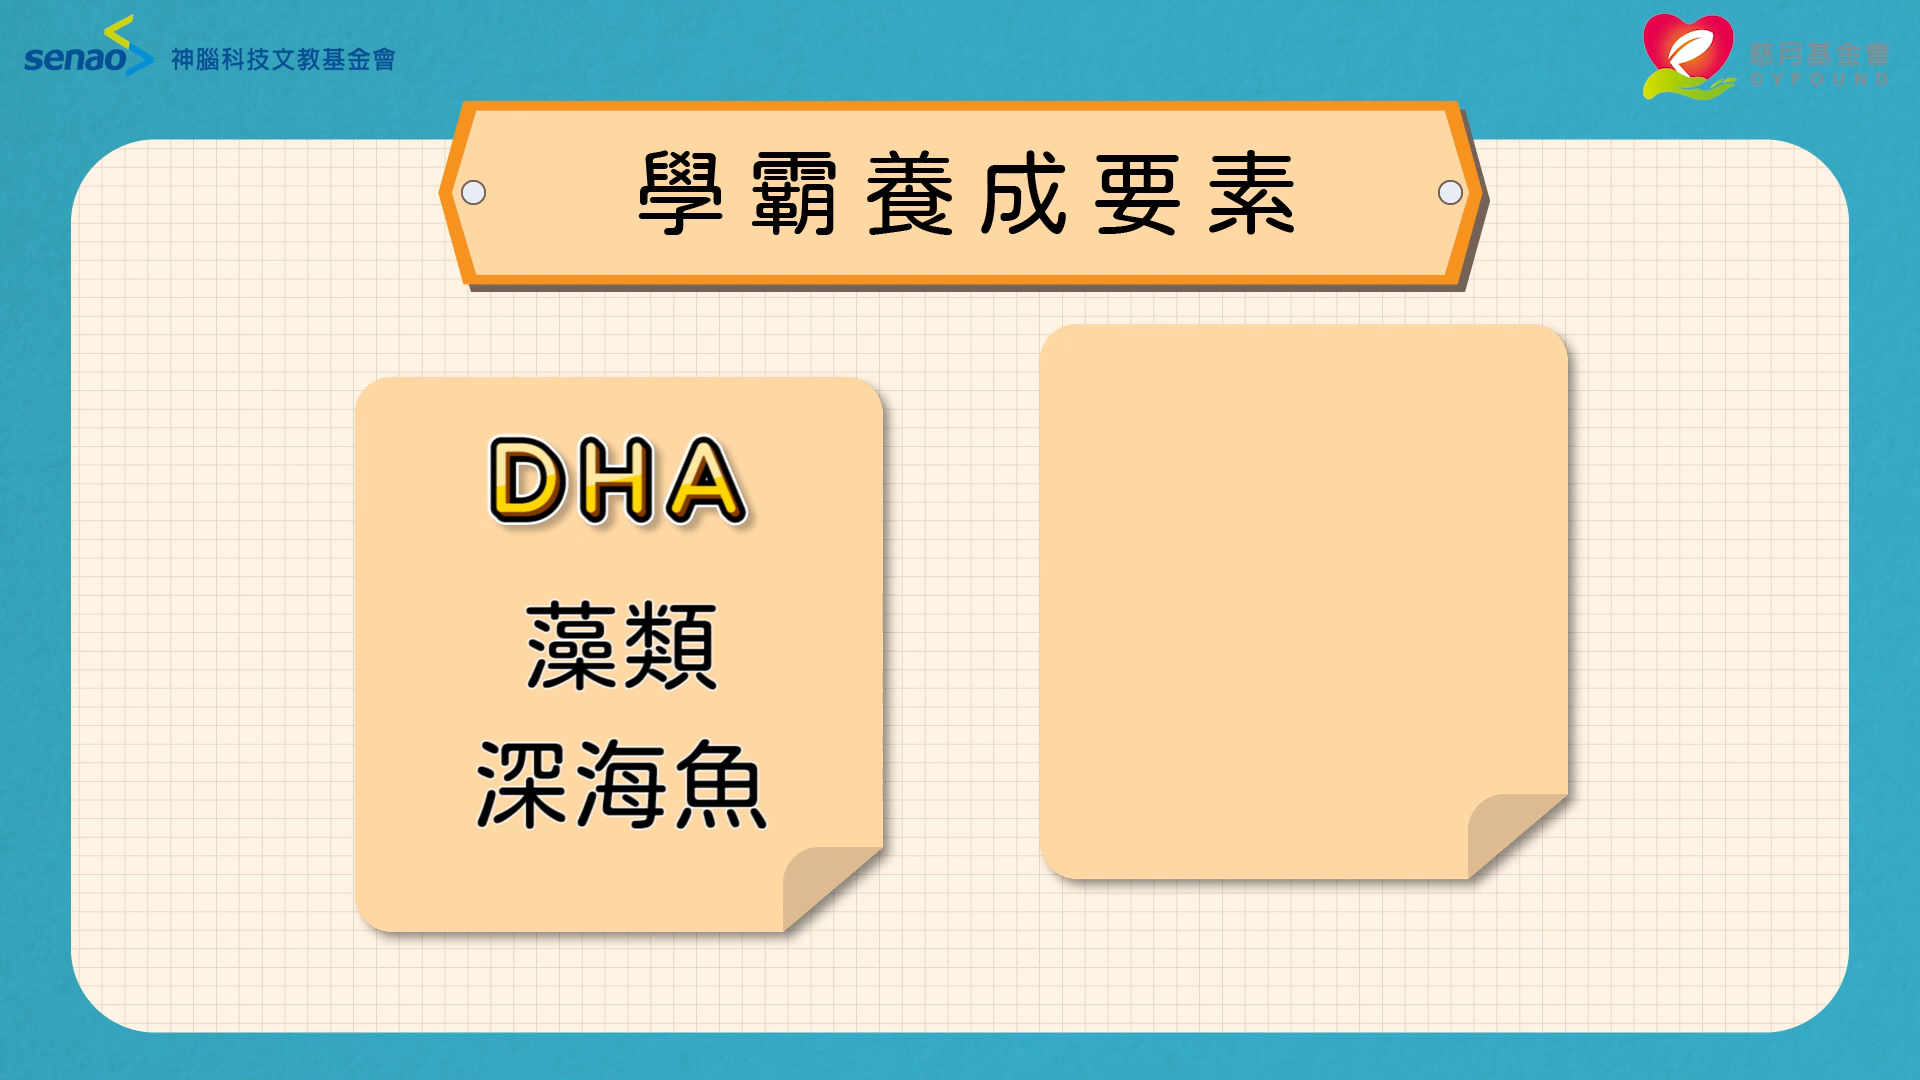 senao 神腦科技文教基金會
慈月基金會
CYFOUND
學霸養成要素
DHA
藻類
深海魚